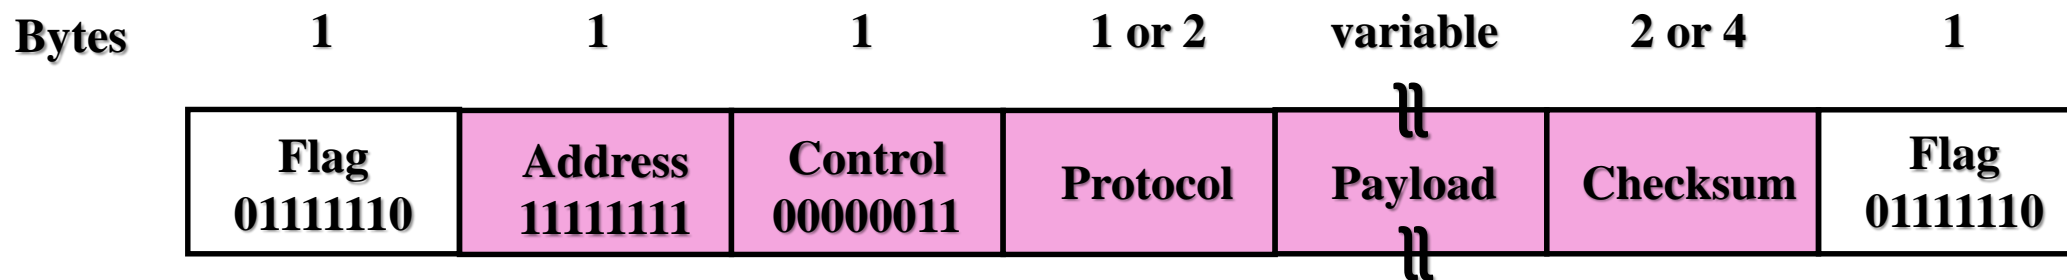 Bytes 1 1 1 1 or 2 variable 2 or 4 1
Flag Address Control Protocol Payload Checksum Flag
01111110 11111111 00000011 01111110